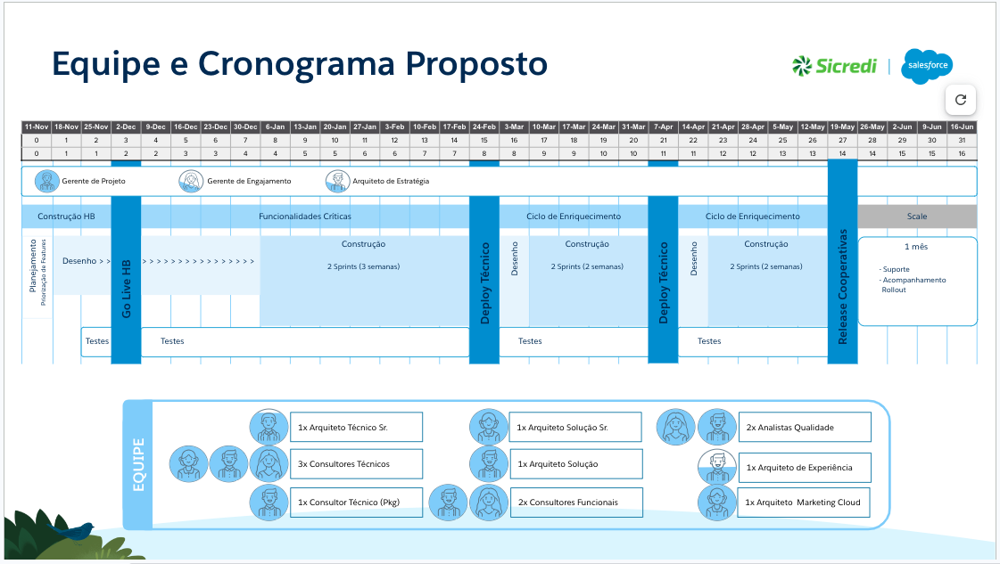 Equipe e Cronograma Proposto
Sicredi | salesforce
11-Nov 18-Nov 25-Nov 2-Dec 9-Dec 16-Dec 23-Dec 30-Dec 6-Jan 13-Jan 20-Jan 27-Jan 3-Feb 10-Feb 17-Feb 24-Feb 3-Mar 10-Mar 17-Mar 24-Mar 31-Mar 7-Apr 14-Apr 21-Apr 28-Apr 5-May 12-May 19-May 26-May 2-Jun 9-Jun 16-Jun
0 1 2 3 4 5 6 7 8 9 10 11 12 13 14 15 16 17 18 19 20 21 22 23 24 25 26 27 28 29 30 31
0 1 1 2 2 3 3 4 4 5 5 6 6 7 7 8 8 9 9 10 10 11 11 12 12 13 13 14 14 15 15 16
Gerente de Projeto
Gerente de Engajamento
Arquiteto de Estratégia
Construção HB
Funcionalidades Críticas
Ciclo de Enriquecimento
Ciclo de Enriquecimento
Scale
Planejamento
Priorização de Features
Desenho > > > > > > > > > > > > > > > > > > >
Go Live HB
Construção
2 Sprints (3 semanas)
Deploy Técnico
Desenho
Construção
2 Sprints (2 semanas)
Deploy Técnico
Desenho
Construção
2 Sprints (2 semanas)
Release Cooperativas
1 mês
- Suporte
- Acompanhamento
Rollout
Testes
Testes
Testes
Testes
EQUIPE
1x Arquiteto Técnico Sr.
1x Arquiteto Solução Sr.
2x Analistas Qualidade
3x Consultores Técnicos
1x Arquiteto Solução
1x Arquiteto de Experiência
1x Consultor Técnico (Pkg)
2x Consultores Funcionais
1x Arquiteto Marketing Cloud